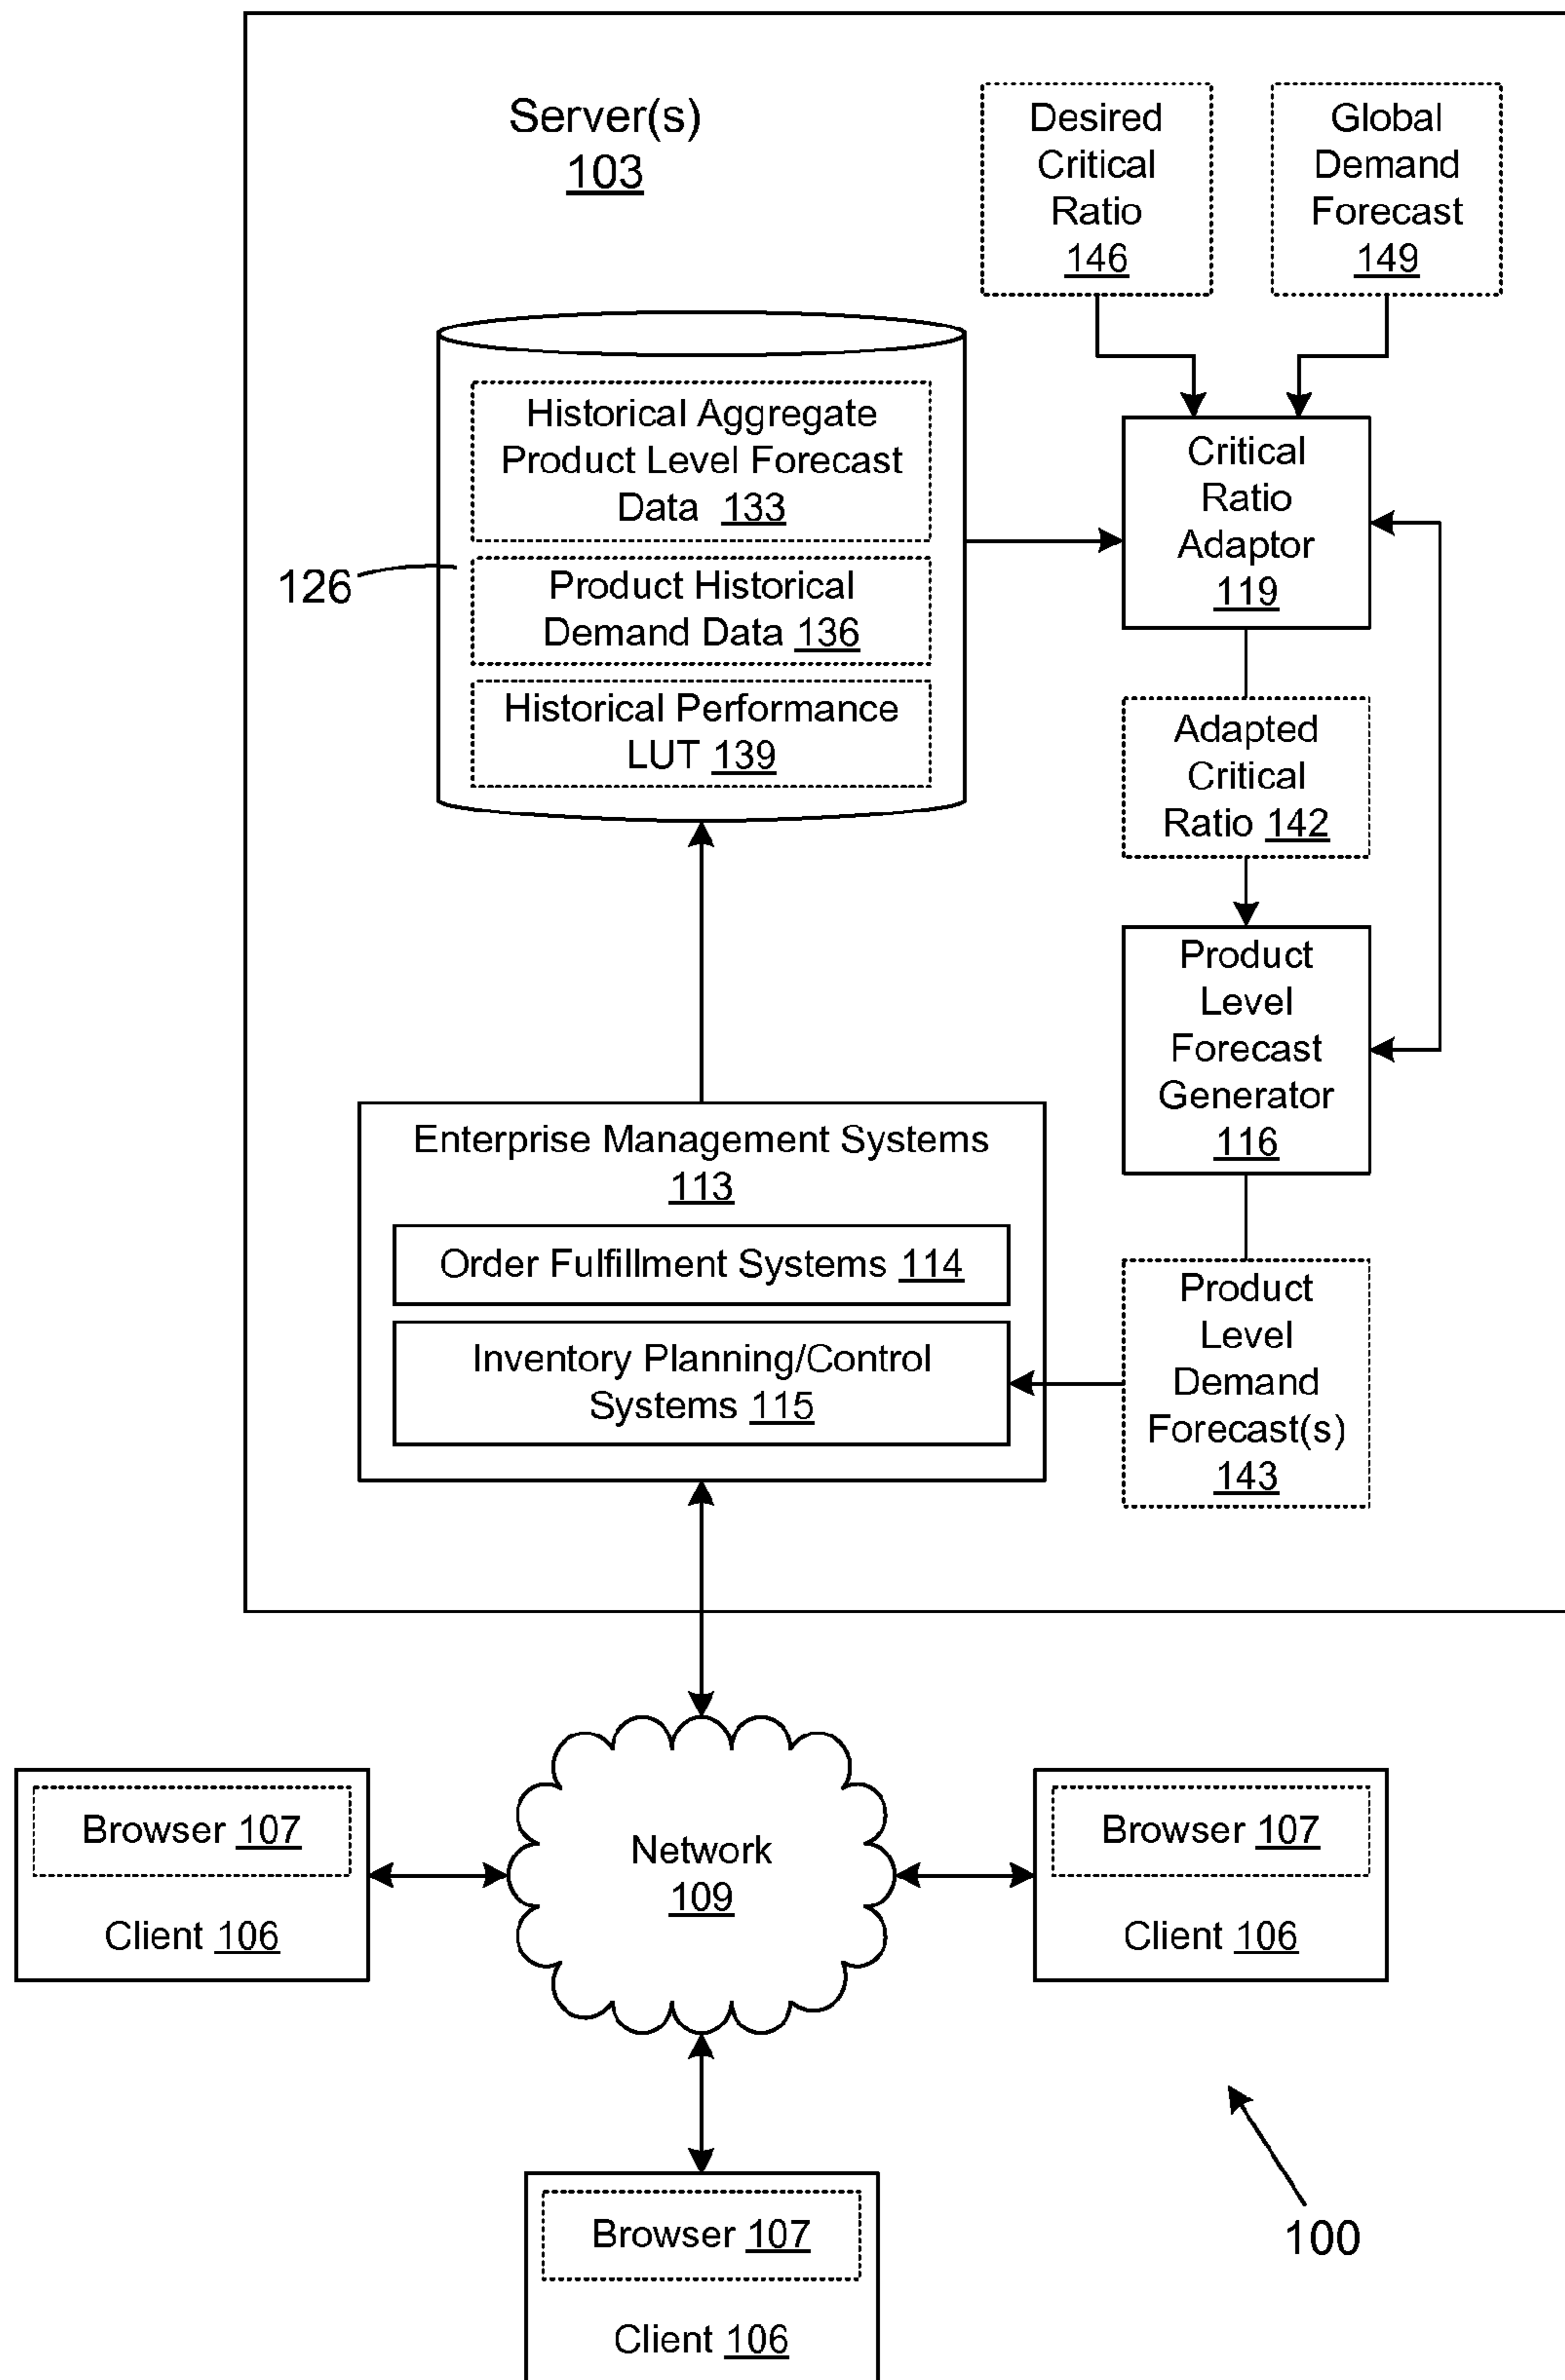 Server(s)
103
Desired
Critical
Ratio
146
Global
Demand
Forecast
149
Historical Aggregate
Product Level Forecast
Data 133
126
Product Historical
Demand Data 136
Historical Performance
LUT 139
Critical
Ratio
Adaptor
119
Adapted
Critical
Ratio 142
Product
Level
Forecast
Generator
116
Enterprise Management Systems
113
Order Fulfillment Systems 114
Inventory Planning/Control
Systems 115
Product
Level
Demand
Forecast(s)
143
Browser 107
Client 106
Network
109
Browser 107
Client 106
Browser 107
Client 106
100